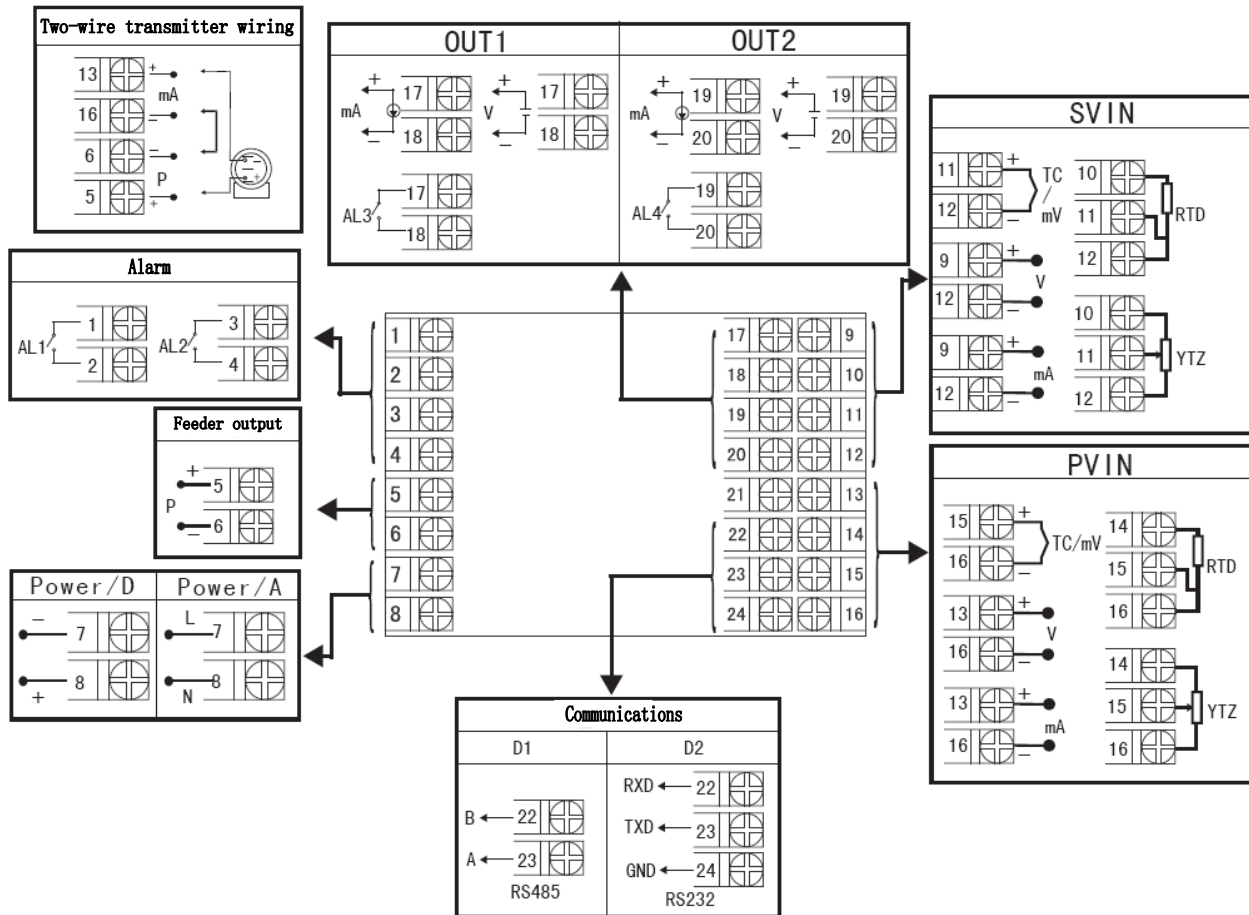 Two-wire transmitter wiring
13 + mA
16 −
6 − P
5 +
OUT1
mA + − 17 18
V + − 17 18
AL3 17 18
OUT2
mA + − 19 20
V + − 19 20
AL4 19 20
SVIN
11 + TC / mV
12 −
9 + V
12 −
9 + mA
12 −
10 11 12 RTD
10 11 12 YTZ
Alarm
AL1 1 2
AL2 3 4
Feeder output
P + 5
− 6
Power/D
− 7
+ 8
Power/A
L 7
N 8
1
2
3
4
5
6
7
8
17 9
18 10
19 11
20 12
21 13
22 14
23 15
24 16
PVIN
15 + TC/mV
16 −
13 + V
16 −
13 + mA
16 −
14 15 16 RTD
14 15 16 YTZ
Communications
D1
B 22
A 23
RS485
D2
RXD 22
TXD 23
GND 24
RS232